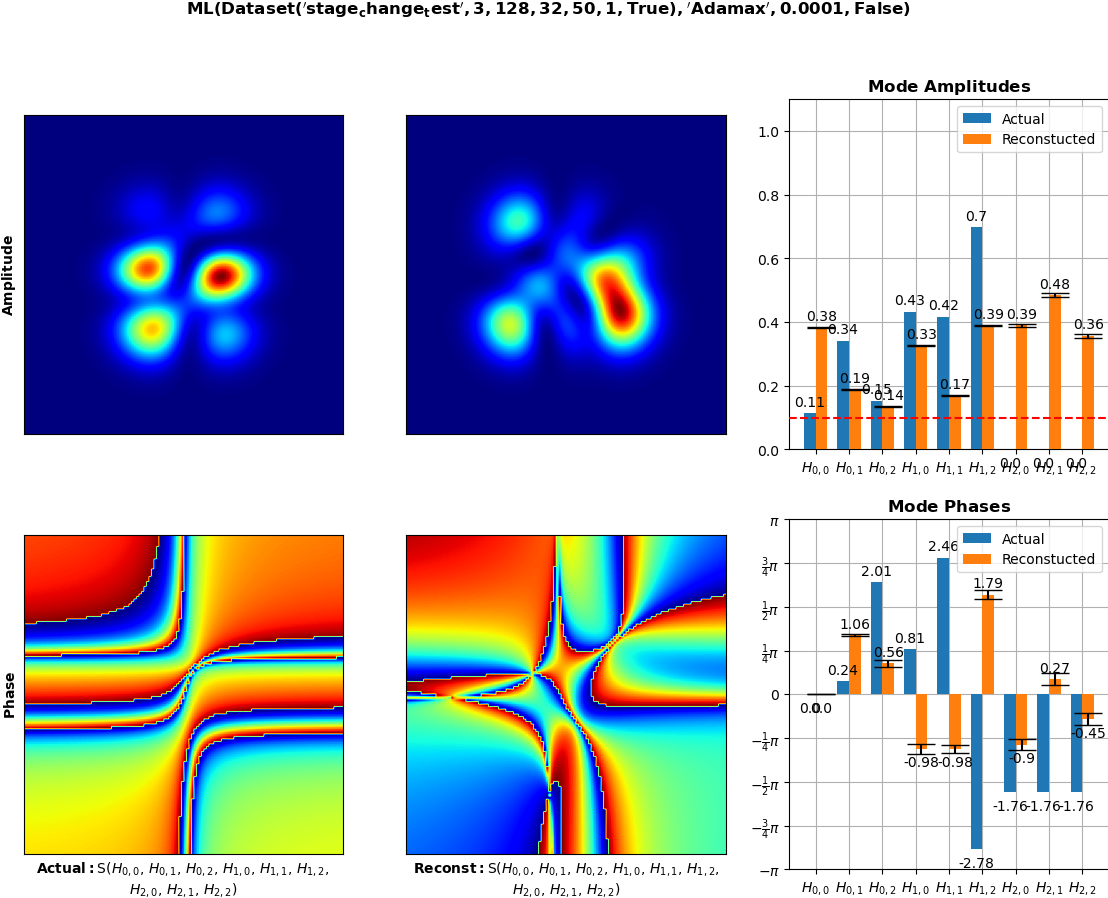 ML(Dataset('stage_change_test', 3, 128, 32, 50, 1, True), 'Adamax', 0.0001, False)
Amplitude
Mode Amplitudes
Actual
Reconstucted
1.0
0.8
0.6
0.4
0.2
0.0
0.11
0.38
0.34
0.19
0.15
0.14
0.43
0.33
0.42
0.17
0.7
0.39
0.0
0.39
0.0
0.48
0.0
0.36
H0,0 H0,1 H0,2 H1,0 H1,1 H1,2 H2,0 H2,1 H2,2
Phase
Mode Phases
Actual
Reconstucted
π
3/4π
1/2π
1/4π
0
−1/4π
−1/2π
−3/4π
−π
0.0
0.0
0.24
1.06
2.01
0.56
0.81
-0.98
2.46
-0.98
-2.78
1.79
-1.76
-0.9
-1.76
0.27
-1.76
-0.45
H0,0 H0,1 H0,2 H1,0 H1,1 H1,2 H2,0 H2,1 H2,2
Actual: S(H0,0, H0,1, H0,2, H1,0, H1,1, H1,2,
H2,0, H2,1, H2,2)
Reconst: S(H0,0, H0,1, H0,2, H1,0, H1,1, H1,2,
H2,0, H2,1, H2,2)